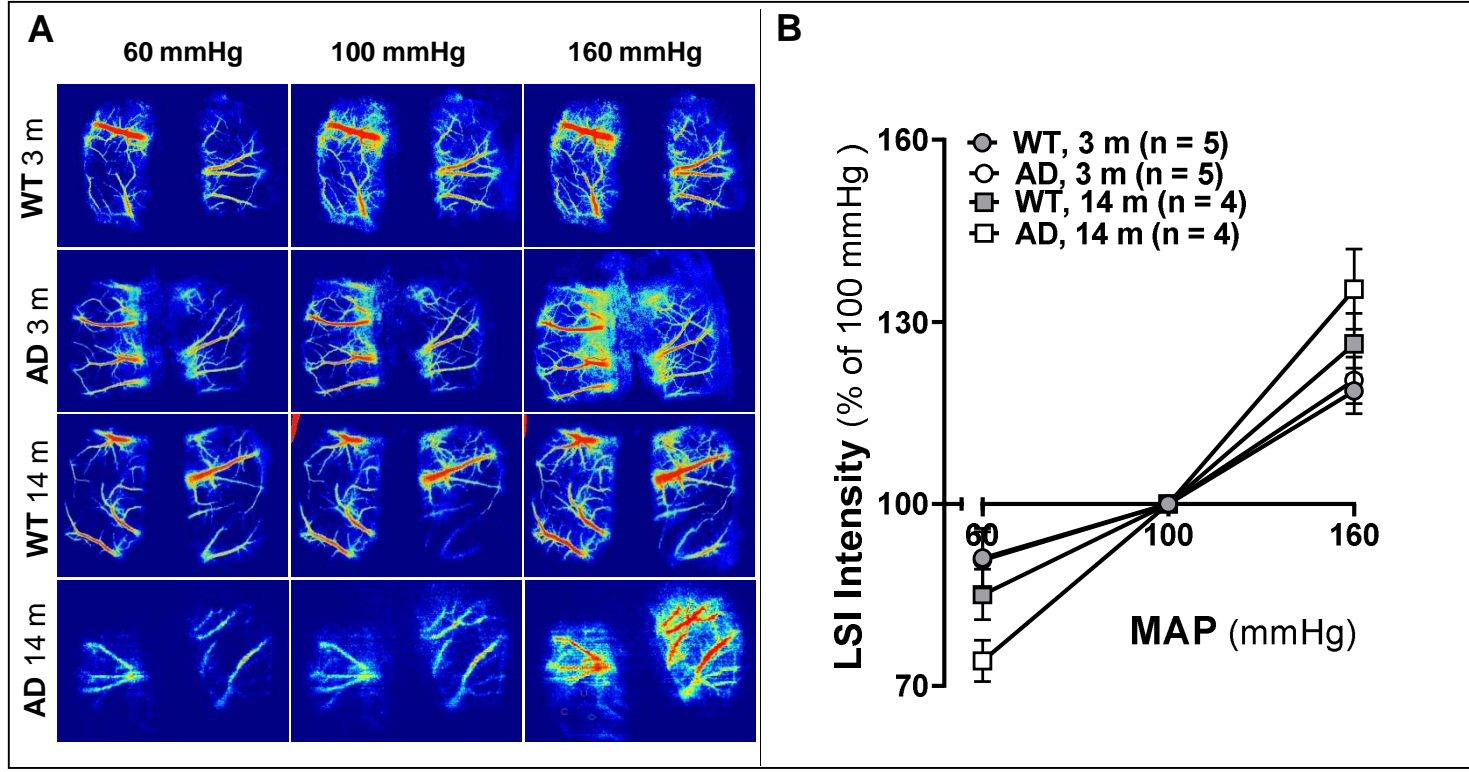 A
60 mmHg
100 mmHg
160 mmHg
WT 3 m
AD 3 m
WT 14 m
AD 14 m
B
LSI Intensity (% of 100 mmHg )
160
130
100
70
WT, 3 m (n = 5)
AD, 3 m (n = 5)
WT, 14 m (n = 4)
AD, 14 m (n = 4)
60
100
160
MAP (mmHg)